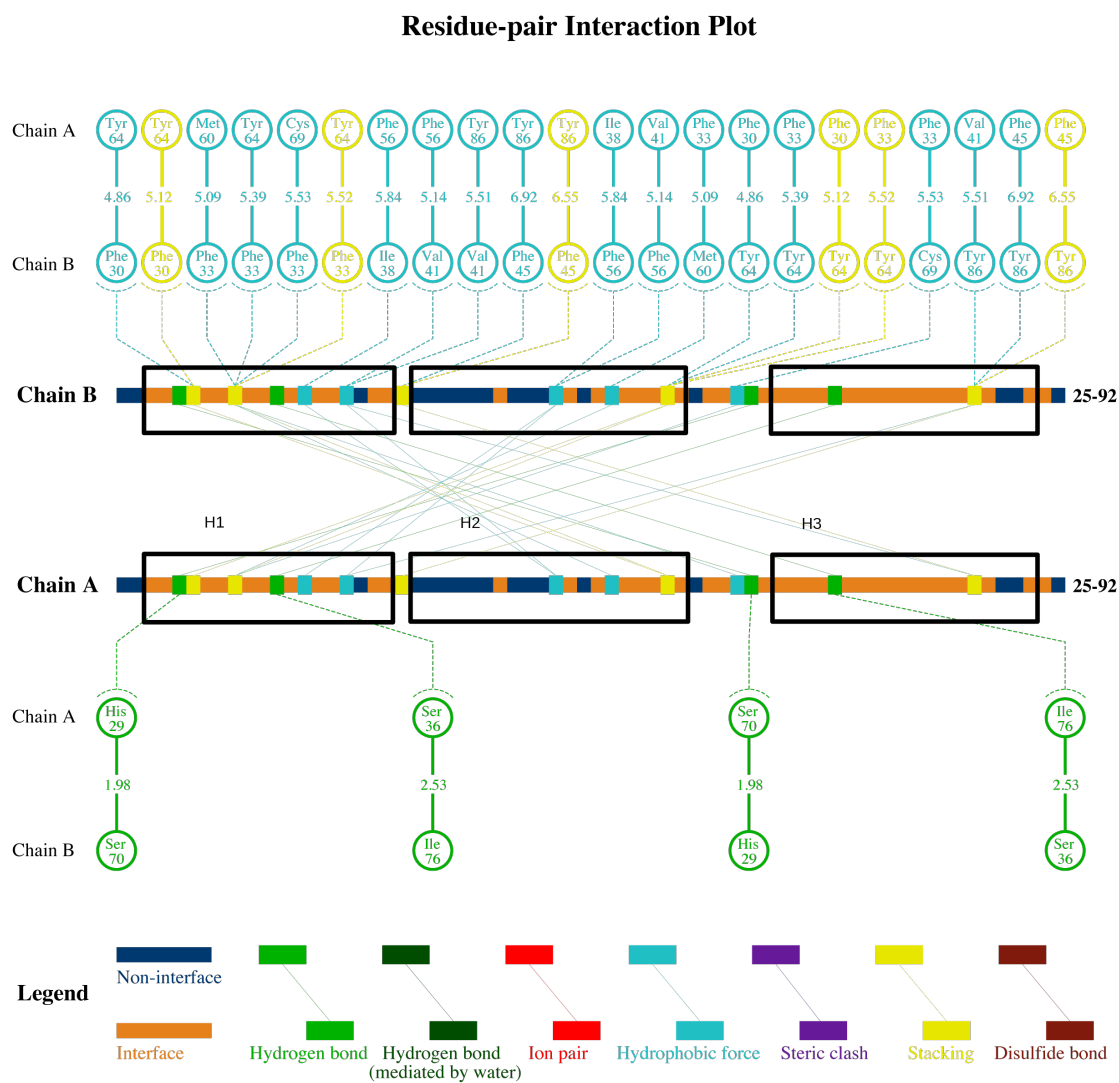 Residue-pair Interaction Plot
Chain A
Tyr Tyr Met Tyr Cys Tyr Phe Phe Tyr Tyr Tyr Ile Val Phe Phe Phe Phe Phe Phe Val Phe Phe
64 64 60 64 69 64 56 56 86 86 86 38 41 33 30 33 30 33 33 41 45 45
4.86 5.12 5.09 5.39 5.53 5.52 5.84 5.14 5.51 6.92 6.55 5.84 5.14 5.09 4.86 5.39 5.12 5.52 5.53 5.51 6.92 6.55
Chain B
Phe Phe Phe Phe Phe Phe Ile Val Val Phe Phe Phe Phe Met Tyr Tyr Tyr Tyr Cys Tyr Tyr Tyr
30 30 33 33 33 33 38 41 41 45 45 56 56 60 64 64 64 64 69 86 86 86
Chain B 25-92
H1 H2 H3
Chain A 25-92
Chain A
His Ser Ser Ile
29 36 70 76
1.98 2.53 1.98 2.53
Chain B
Ser Ile His Ser
70 76 29 36
Legend
Non-interface
Interface
Hydrogen bond
Hydrogen bond
(mediated by water)
Ion pair
Hydrophobic force
Steric clash
Stacking
Disulfide bond